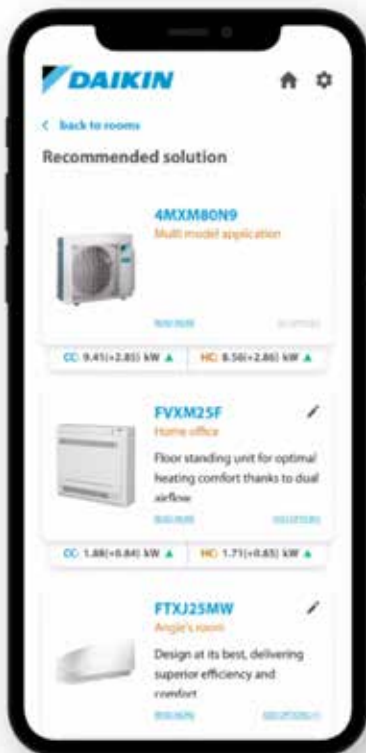 DAIKIN
back to rooms
Recommended solution
4MXM80N9
Multi model application
CC: 9.41(+2.85) kW HC: 8.56(+2.86) kW
FVXM25F
Home office
Floor standing unit for optimal
heating comfort thanks to dual
airflow
CC: 1.88(+0.84) kW HC: 1.71(+0.65) kW
FTXJ25MW
Angie's room
Design at its best, delivering
superior efficiency and
comfort